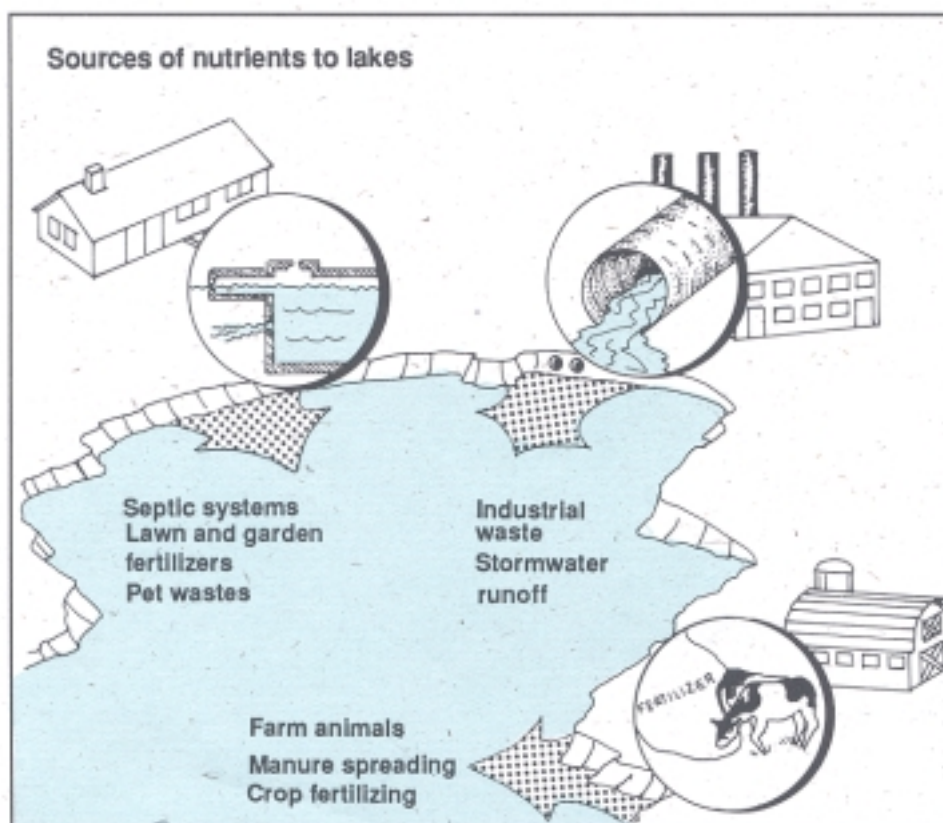 Sources of nutrients to lakes
Septic systems
Lawn and garden
fertilizers
Pet wastes
Industrial
waste
Stormwater
runoff
FERTILIZER
Farm animals
Manure spreading
Crop fertilizing